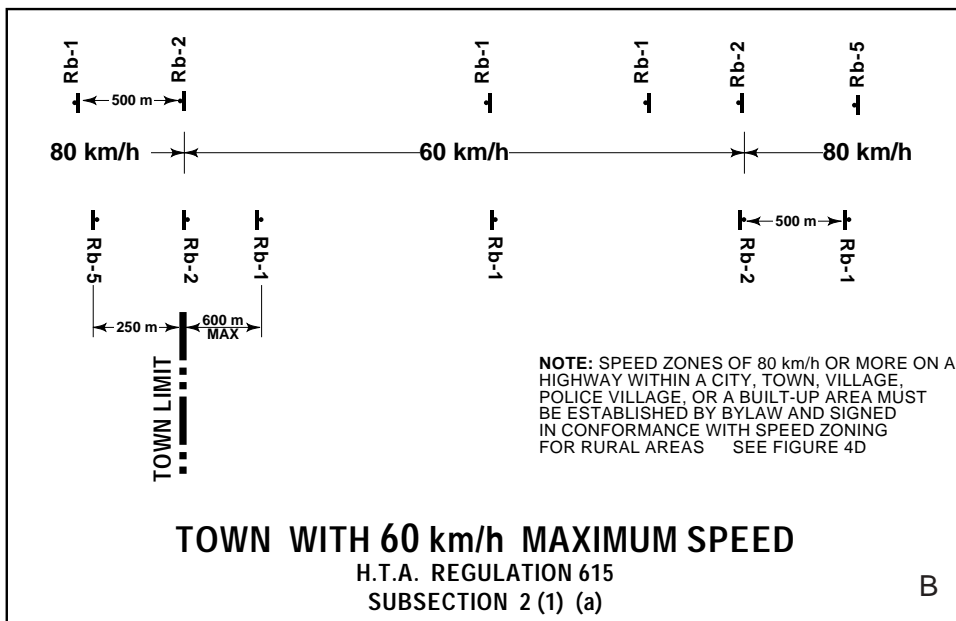 Rb-1 Rb-2 Rb-1 Rb-1 Rb-2 Rb-5
500 m
80 km/h 60 km/h 80 km/h
500 m
Rb-5 Rb-2 Rb-1 Rb-1 Rb-2 Rb-1
250 m 600 m
MAX
TOWN LIMIT
NOTE: SPEED ZONES OF 80 km/h OR MORE ON A
HIGHWAY WITHIN A CITY, TOWN, VILLAGE,
POLICE VILLAGE, OR A BUILT-UP AREA MUST
BE ESTABLISHED BY BYLAW AND SIGNED
IN CONFORMANCE WITH SPEED ZONING
FOR RURAL AREAS SEE FIGURE 4D
TOWN WITH 60 km/h MAXIMUM SPEED
H.T.A. REGULATION 615
SUBSECTION 2 (1) (a)
B